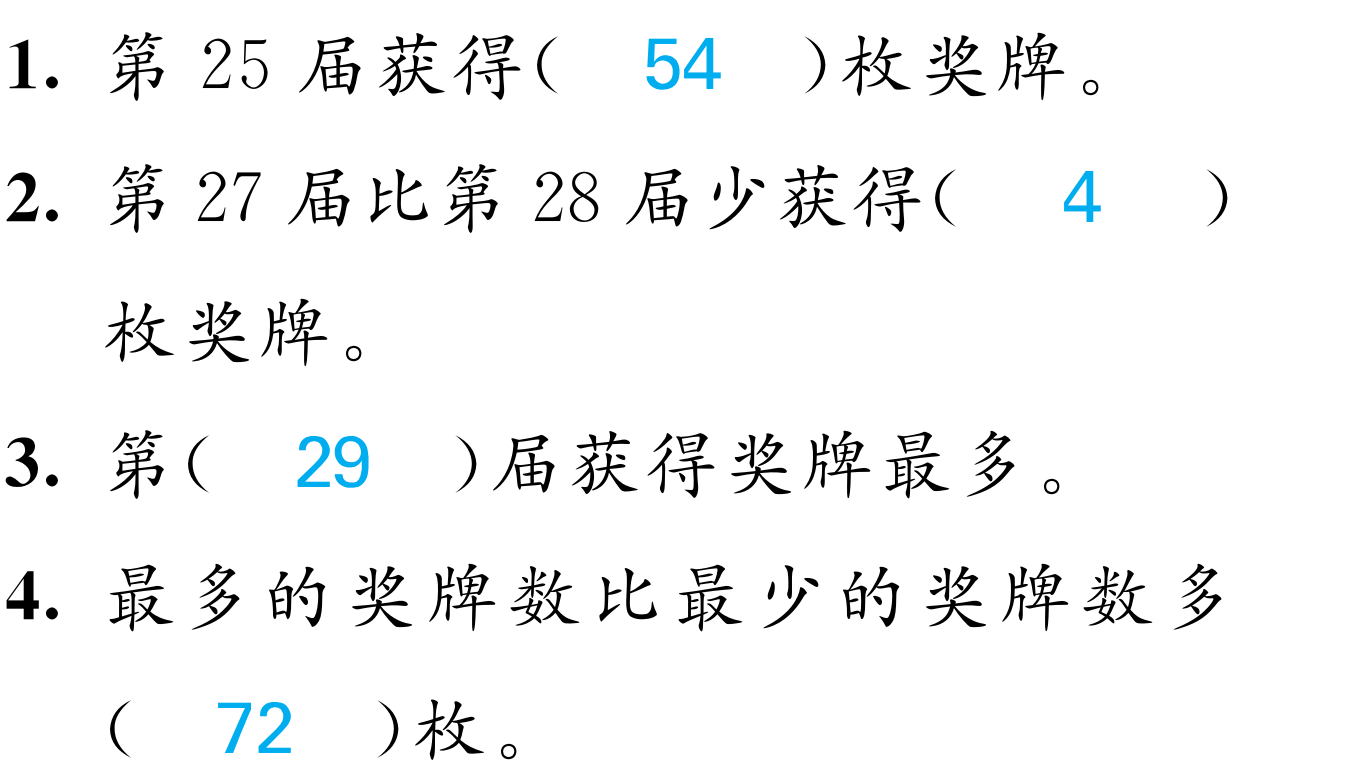 1. 第 25 届获得( 54 )枚奖牌。
2. 第 27 届比第 28 届少获得( 4 )
枚奖牌。
3. 第( 29 )届获得奖牌最多。
4. 最多的奖牌数比最少的奖牌数多
( 72 )枚。